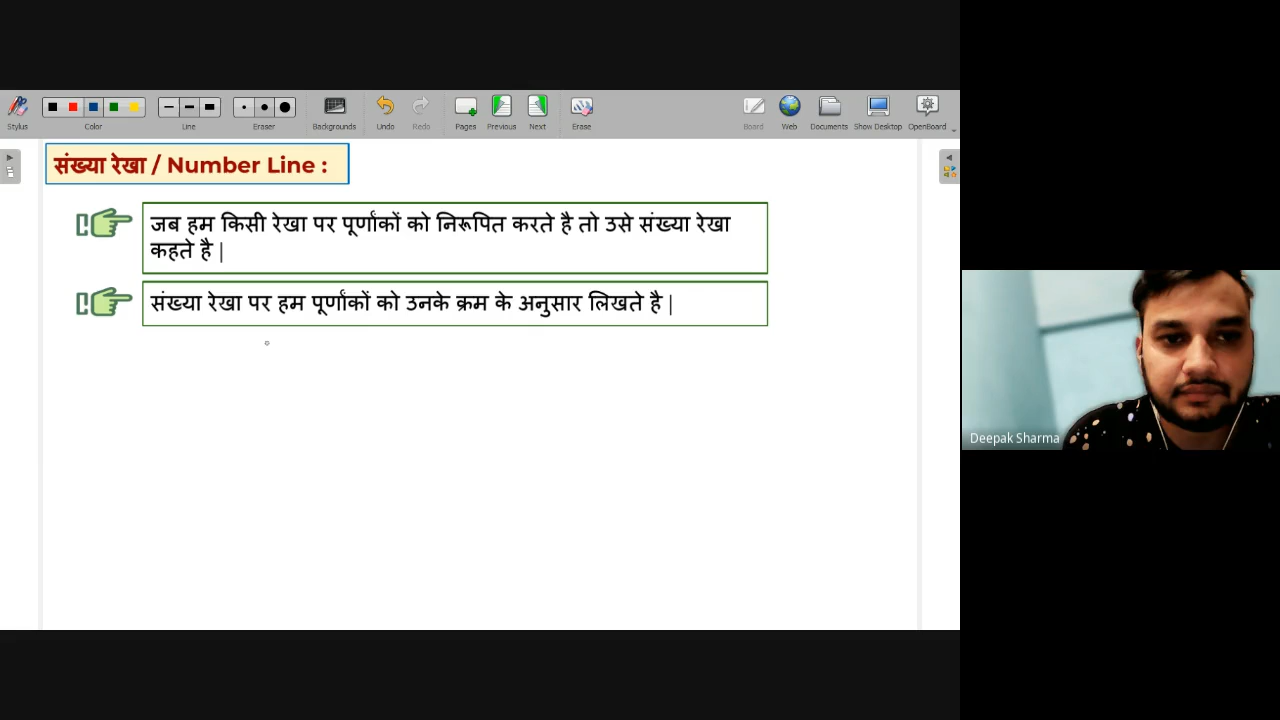 Stylus
Color
Line
Eraser
Backgrounds
Undo
Redo
Pages
Previous
Next
Erase
Board
Web
Documents
Show Desktop
OpenBoard
संख्या रेखा / Number Line :
जब हम किसी रेखा पर पूर्णांकों को निरूपित करते है तो उसे संख्या रेखा
कहते है |
संख्या रेखा पर हम पूर्णांकों को उनके क्रम के अनुसार लिखते है |
Deepak Sharma